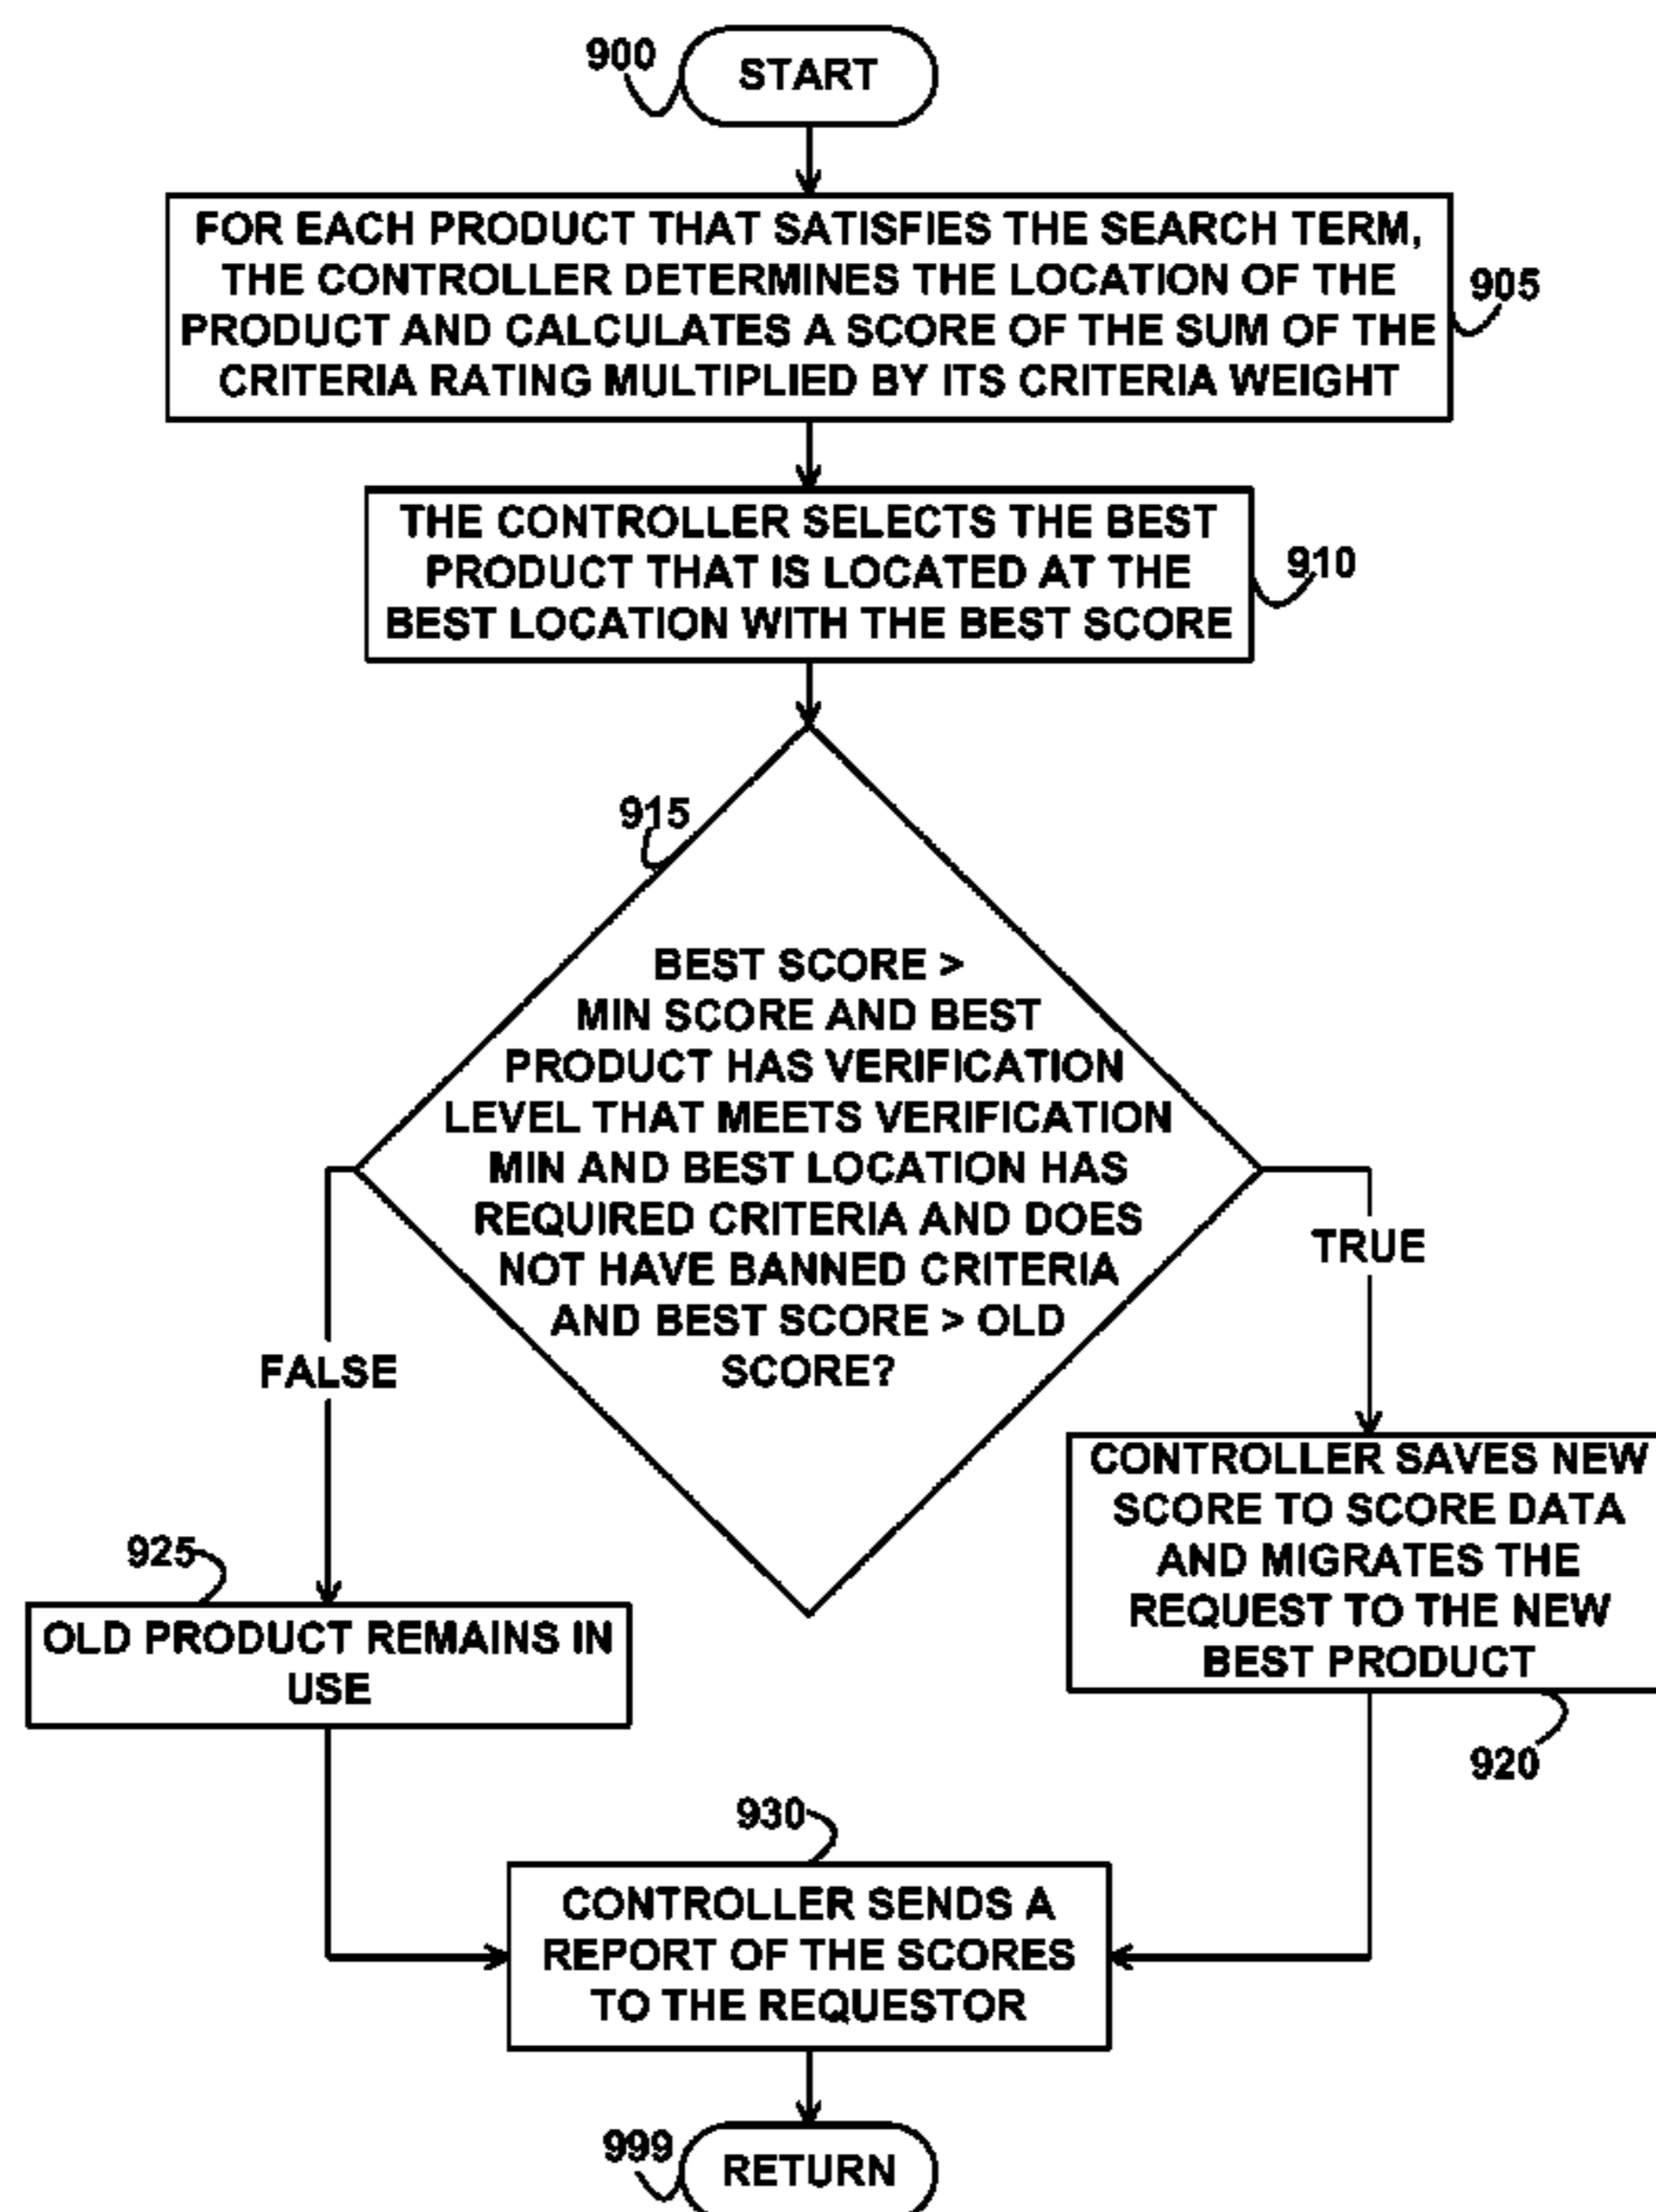 900
START
FOR EACH PRODUCT THAT SATISFIES THE SEARCH TERM,
THE CONTROLLER DETERMINES THE LOCATION OF THE
PRODUCT AND CALCULATES A SCORE OF THE SUM OF THE
CRITERIA RATING MULTIPLIED BY ITS CRITERIA WEIGHT
905
THE CONTROLLER SELECTS THE BEST
PRODUCT THAT IS LOCATED AT THE
BEST LOCATION WITH THE BEST SCORE
910
915
BEST SCORE >
MIN SCORE AND BEST
PRODUCT HAS VERIFICATION
LEVEL THAT MEETS VERIFICATION
MIN AND BEST LOCATION HAS
REQUIRED CRITERIA AND DOES
NOT HAVE BANNED CRITERIA
AND BEST SCORE > OLD
SCORE?
TRUE
FALSE
CONTROLLER SAVES NEW
SCORE TO SCORE DATA
AND MIGRATES THE
REQUEST TO THE NEW
BEST PRODUCT
920
925
OLD PRODUCT REMAINS IN
USE
930
CONTROLLER SENDS A
REPORT OF THE SCORES
TO THE REQUESTOR
999
RETURN